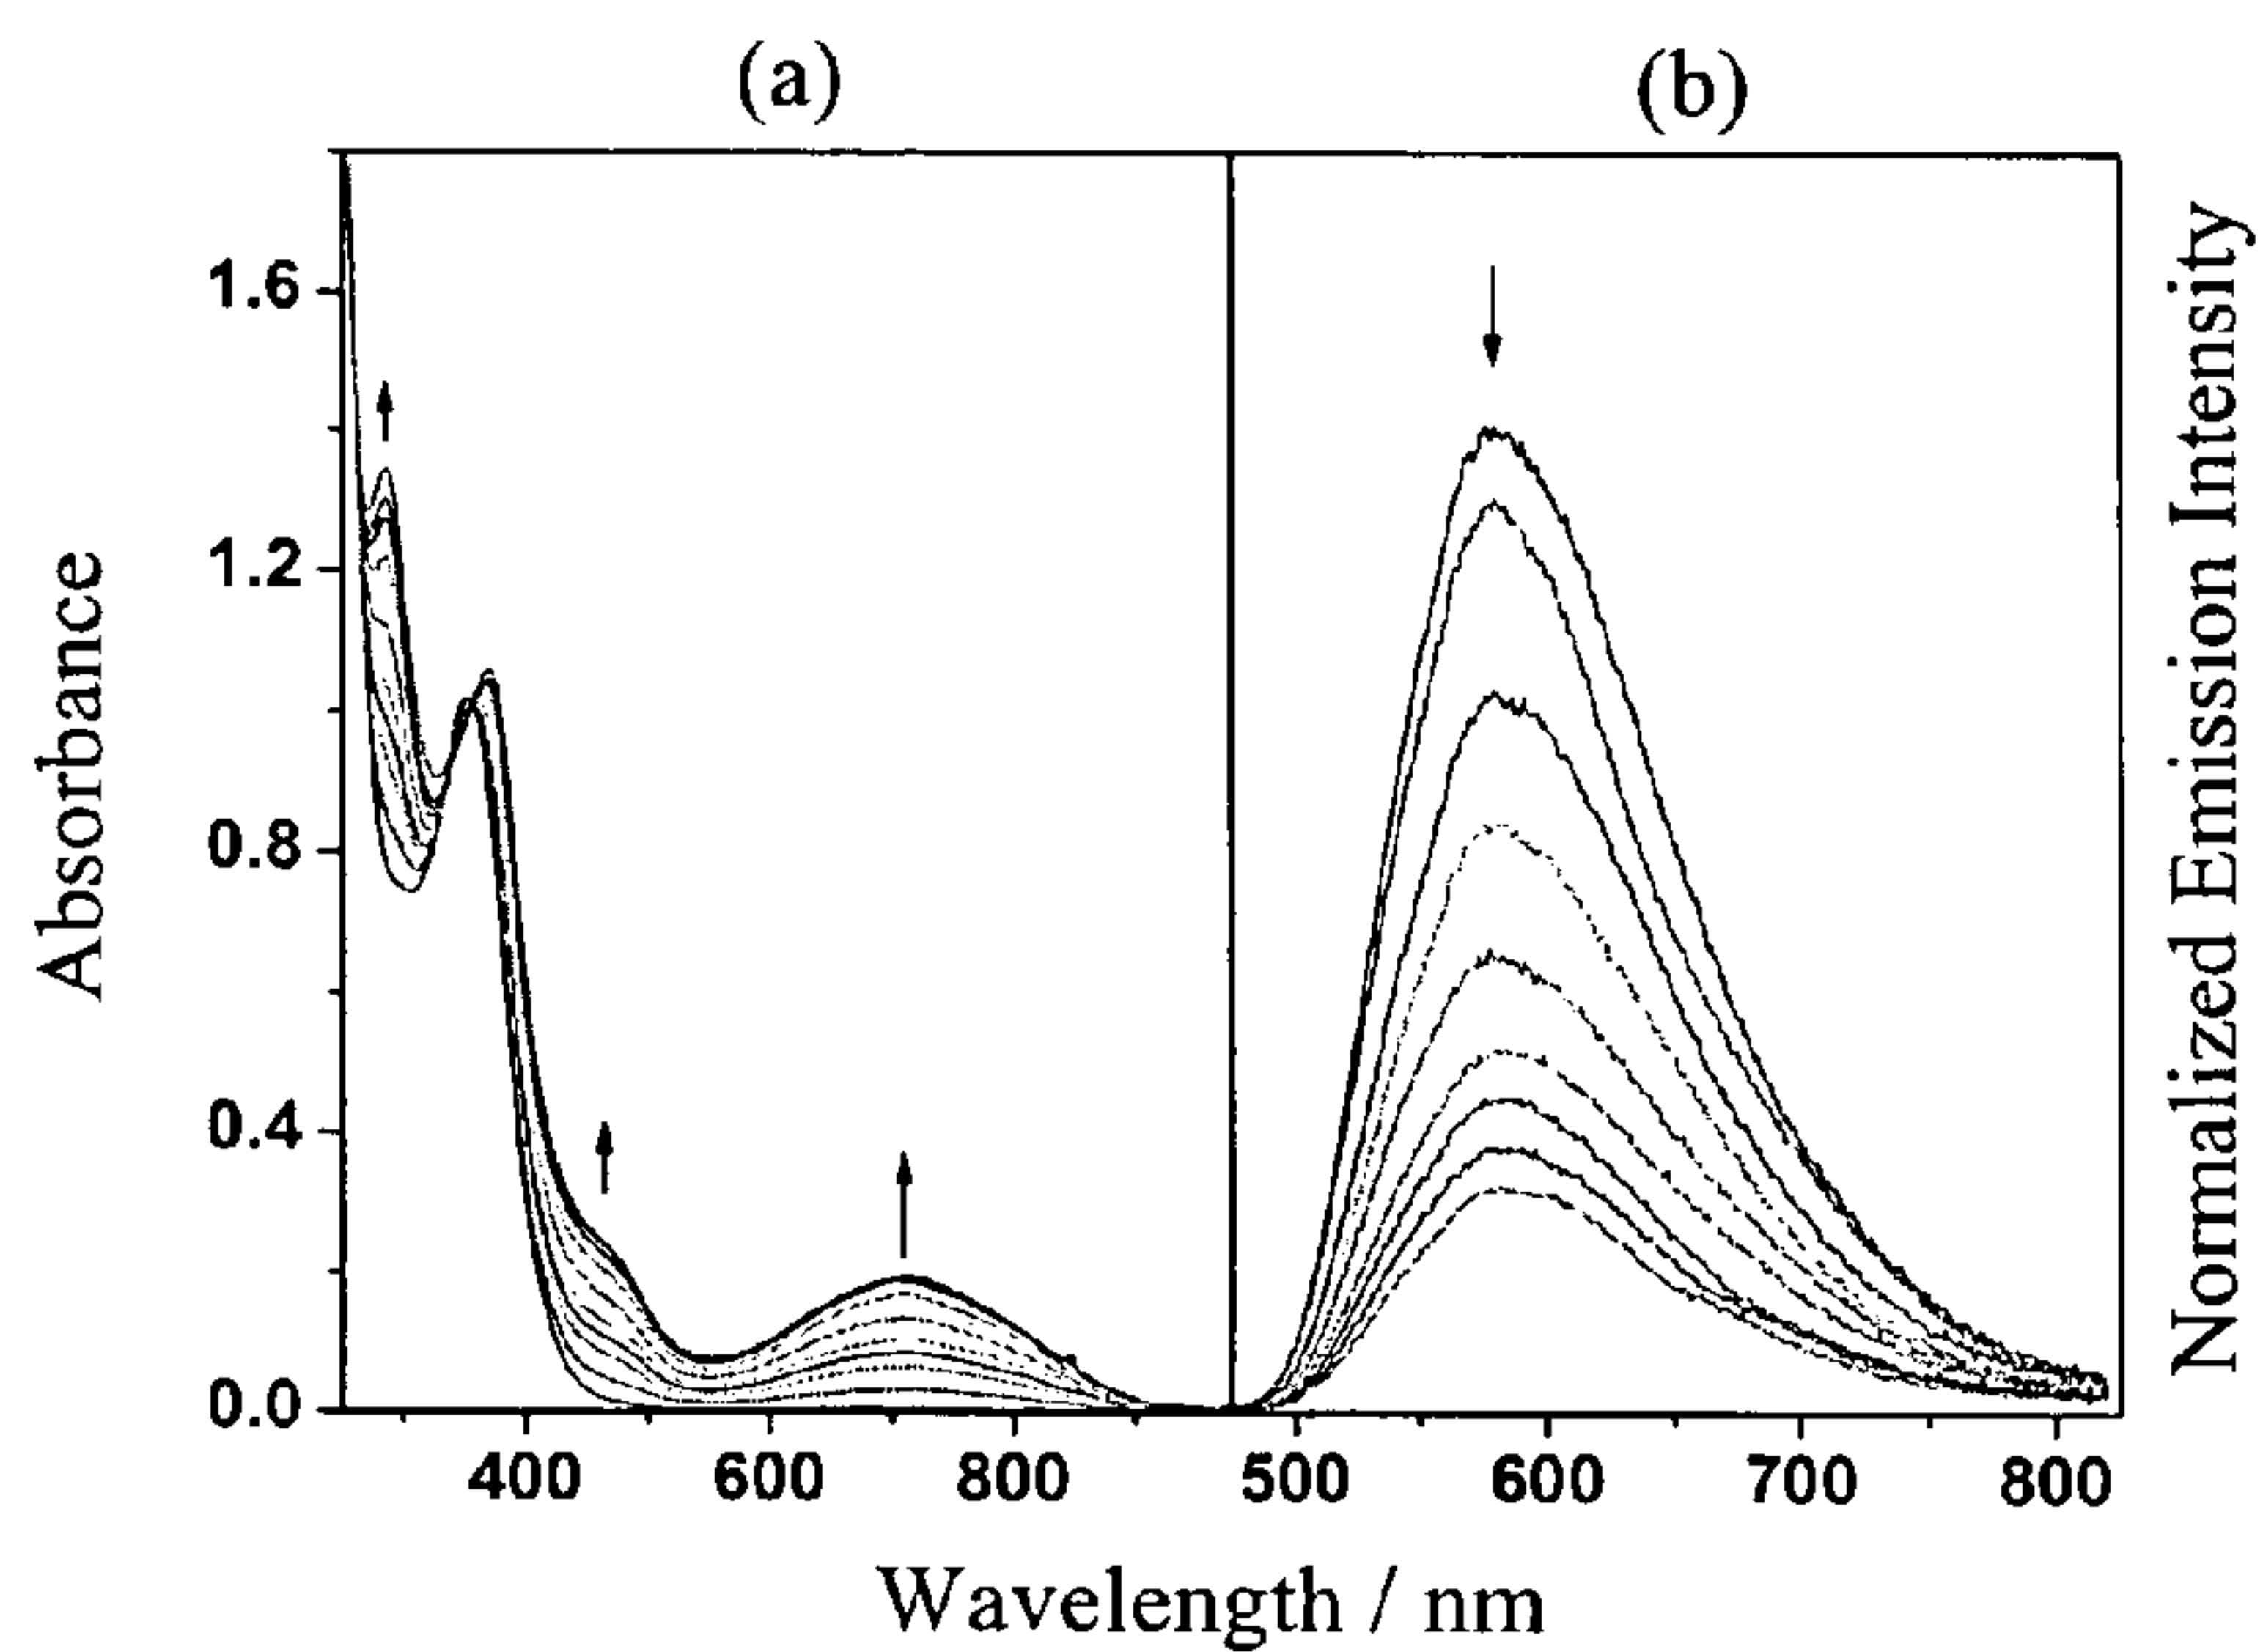 (a)
(b)
Absorbance
1.6
1.2
0.8
0.4
0.0
400 600 800
500 600 700 800
Wavelength / nm
Normalized Emission Intensity